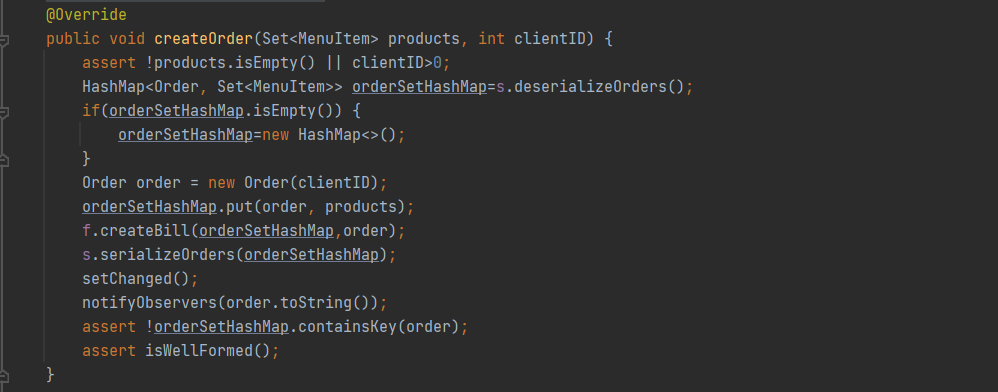 @Override
public void createOrder(Set<MenuItem> products, int clientID) {
    assert !products.isEmpty() || clientID>0;
    HashMap<Order, Set<MenuItem>> orderSetHashMap=s.deserializeOrders();
    if(orderSetHashMap.isEmpty()) {
        orderSetHashMap=new HashMap<>();
    }
    Order order = new Order(clientID);
    orderSetHashMap.put(order, products);
    f.createBill(orderSetHashMap,order);
    s.serializeOrders(orderSetHashMap);
    setChanged();
    notifyObservers(order.toString());
    assert !orderSetHashMap.containsKey(order);
    assert isWellFormed();
}